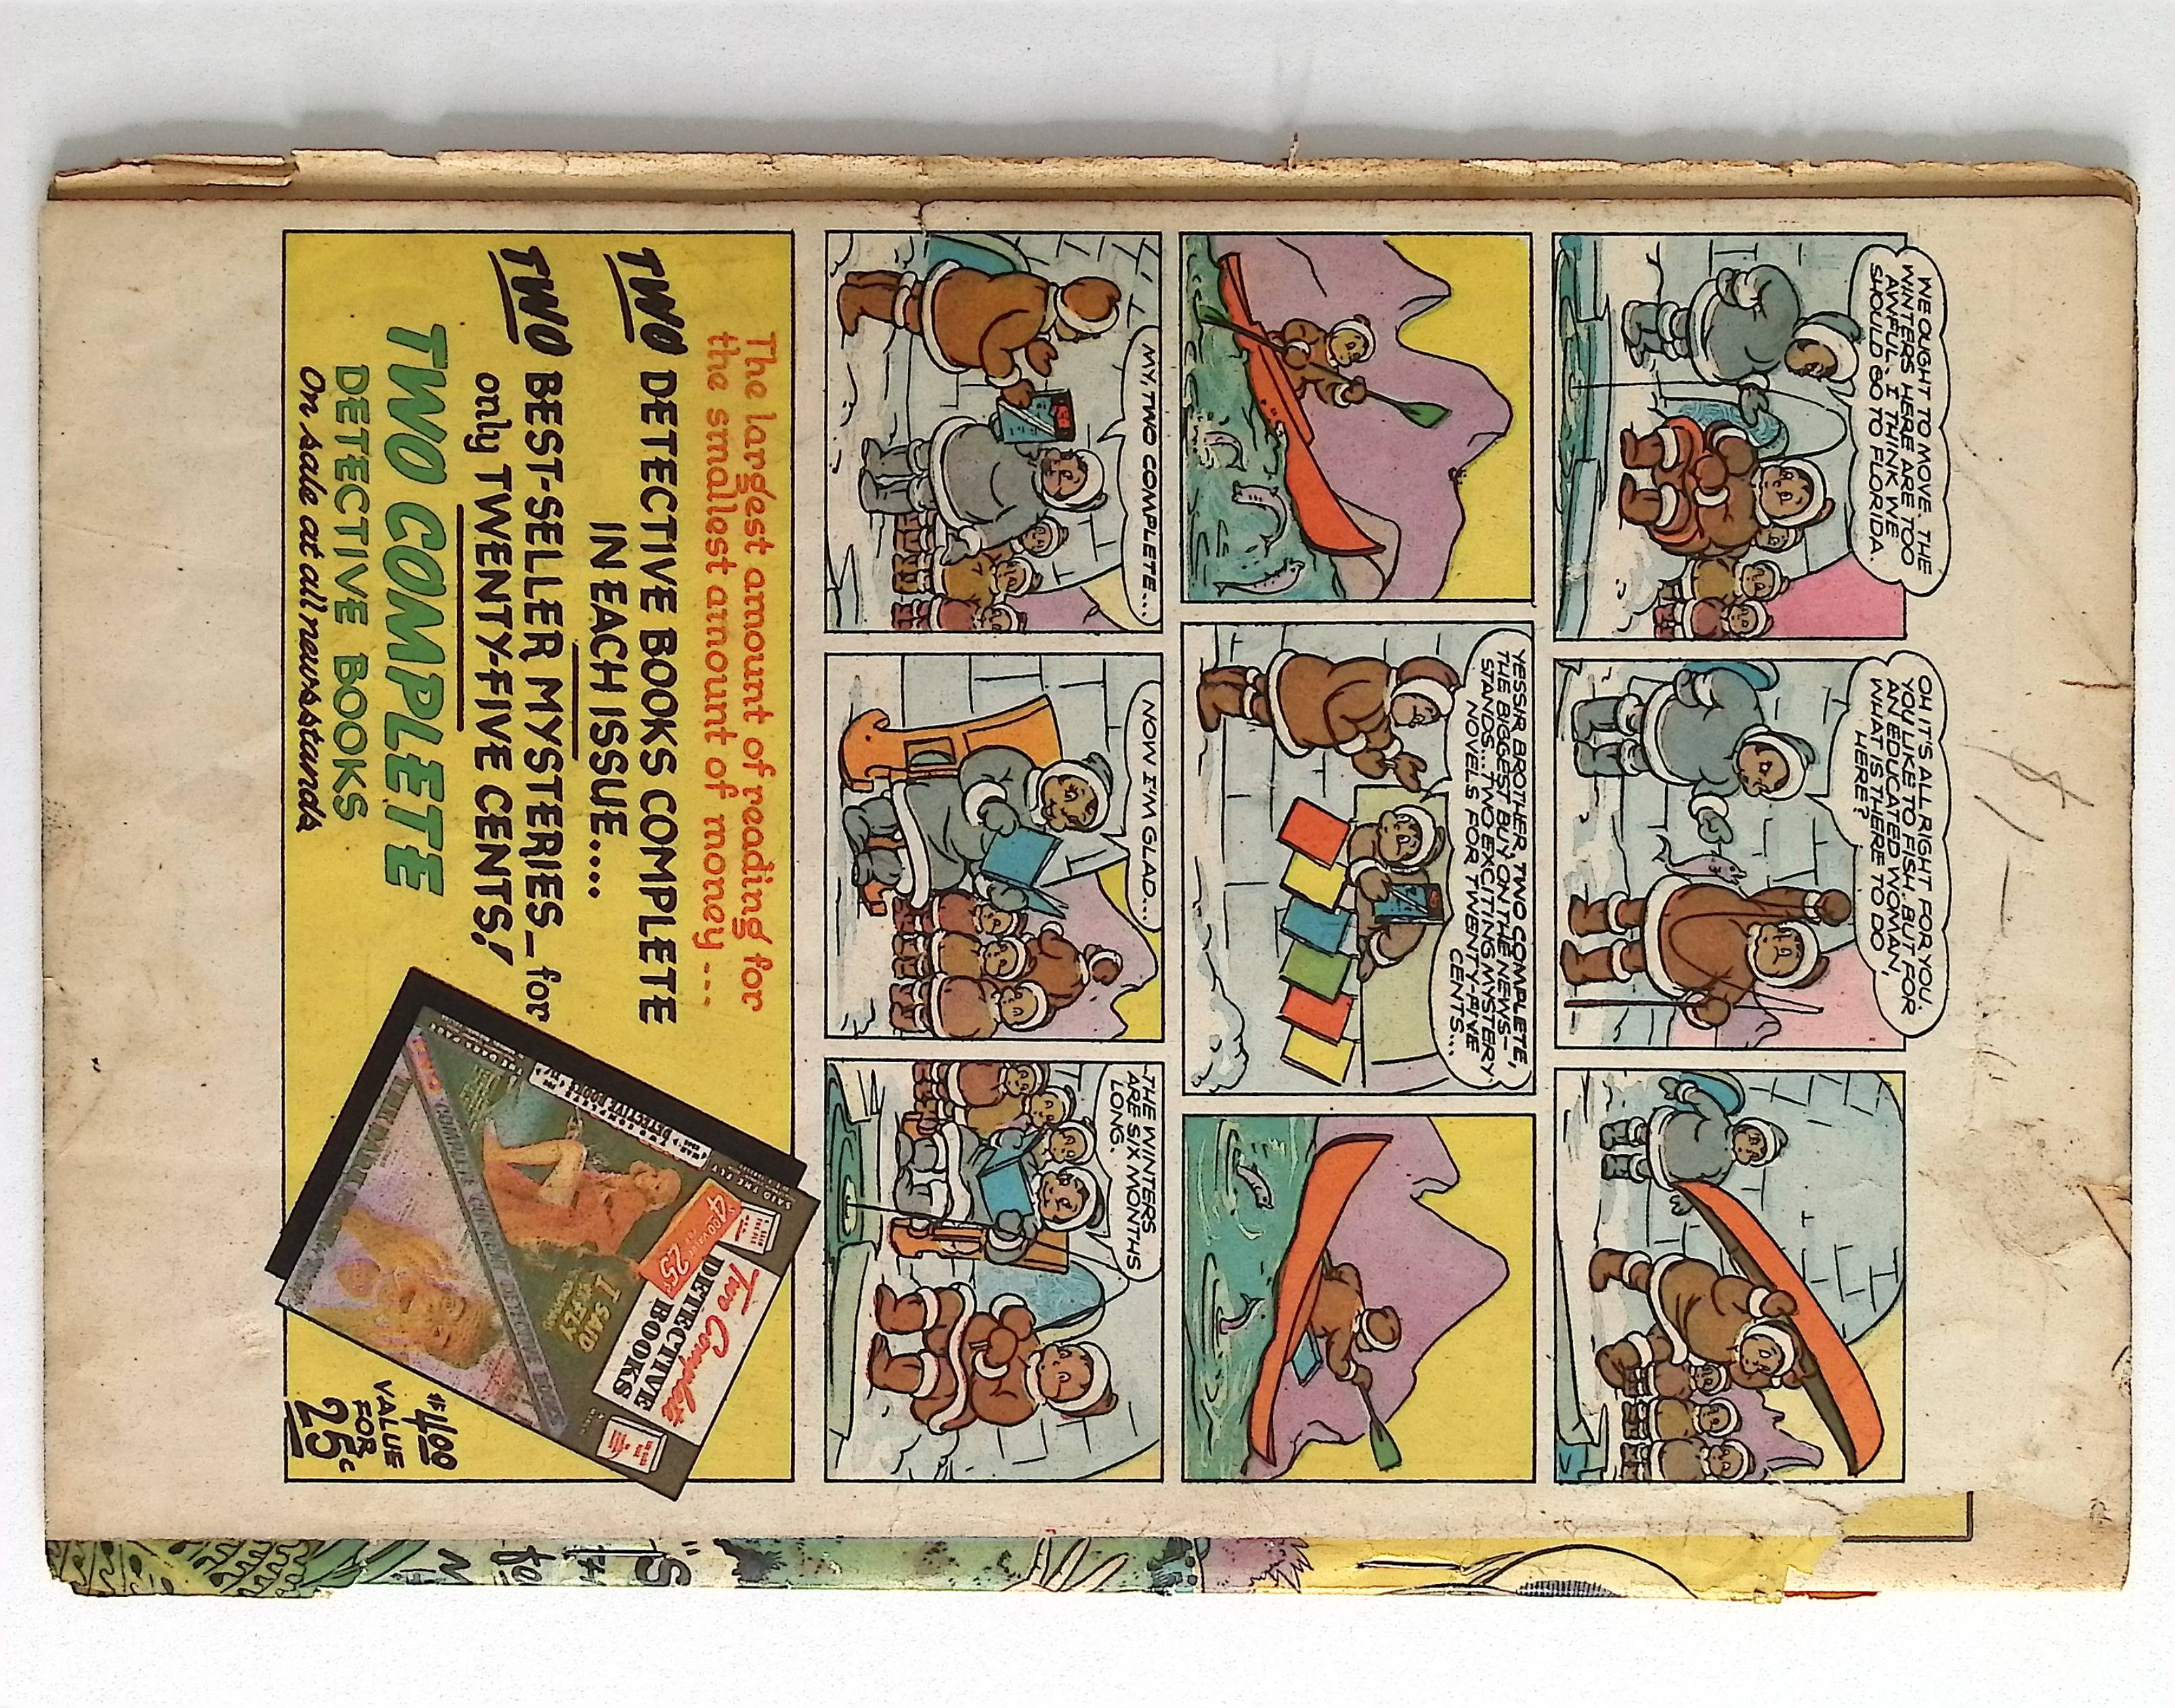 WE OUGHT TO MOVE. THE
WINTERS HERE ARE TOO
AWFUL. I THINK WE
SHOULD GO TO FLORIDA.
OH IT'S ALL RIGHT FOR YOU.
YOU LIKE TO FISH. BUT FOR
AN EDUCATED WOMAN,
WHAT IS THERE TO DO
HERE?
YESSIR BROTHER, TWO COMPLETE,
THE BIGGEST BUY ON THE NEWS-
STANDS... TWO EXCITING MYSTERY
NOVELS FOR TWENTY-FIVE
CENTS...
MY, TWO COMPLETE...
NOW I'M GLAD...
THE WINTERS
ARE SIX MONTHS
LONG.
The largest amount of reading for
the smallest amount of money ---
TWO DETECTIVE BOOKS COMPLETE
IN EACH ISSUE....
TWO BEST-SELLER MYSTERIES - for
only TWENTY-FIVE CENTS!
TWO COMPLETE
DETECTIVE BOOKS
On sale at all newsstands
Two Complete
DETECTIVE
BOOKS
25¢
I SAID
$4.00
VALUE
FOR
25c